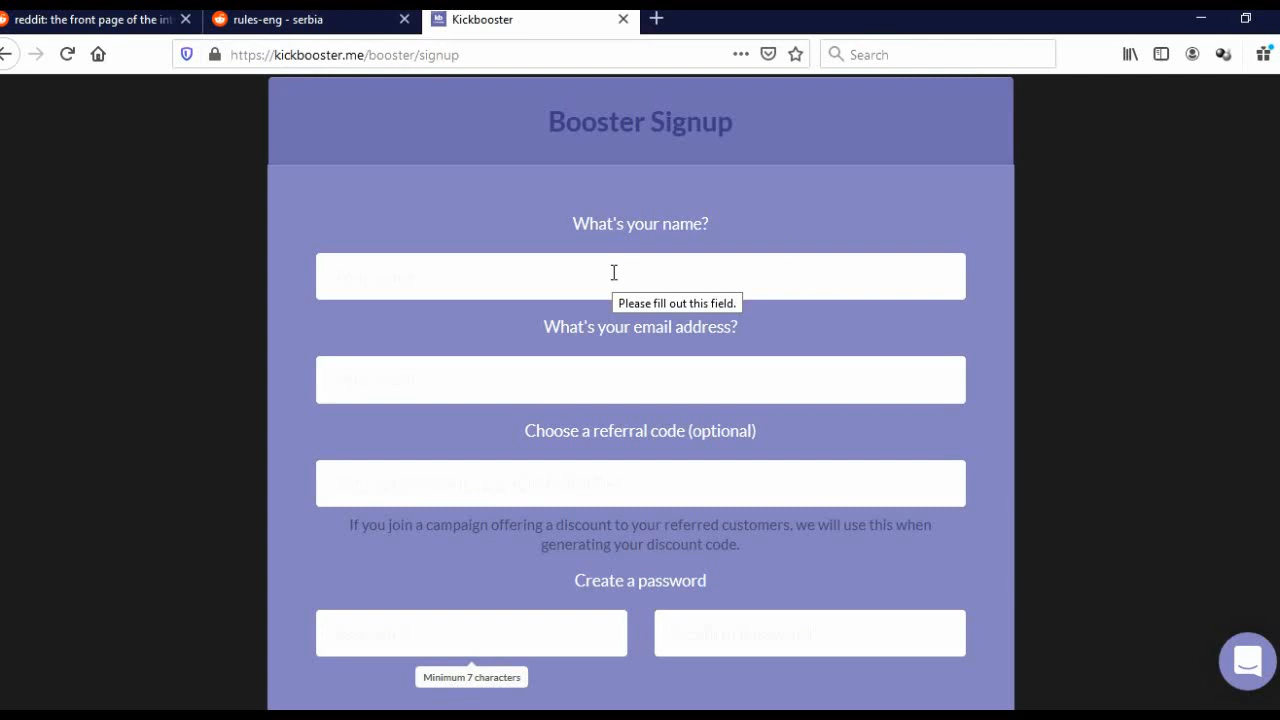 reddit: the front page of the int
rules-eng - serbia
kb
Kickbooster
https://kickbooster.me/booster/signup
Search
Booster Signup
What's your name?
Please fill out this field.
What's your email address?
Choose a referral code (optional)
If you join a campaign offering a discount to your referred customers, we will use this when
generating your discount code.
Create a password
Minimum 7 characters